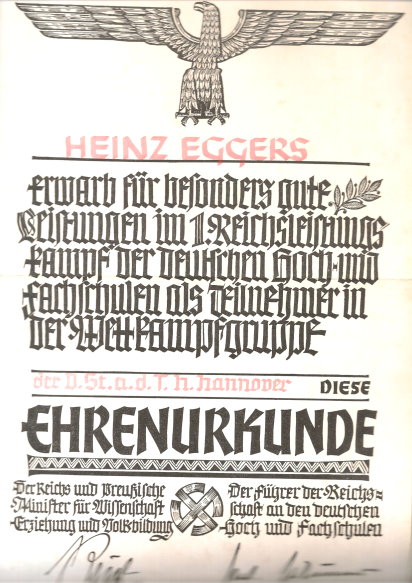 HEINZ EGGERS
erwarb für besonders gute
Leistungen im 1. Reichsleistungs
kampf der deutschen Hoch- und
Fachschulen als Teilnehmer in
der Wettkampfgruppe
der D.St.a.d.T.h. hannover DIESE
EHRENURKUNDE
Der Reichs und Preußische
Minister für Wissenschaft
Erziehung und Volksbildung
Der Führer der Reichs=
schaft an den deutschen
Hoch und Fachschulen